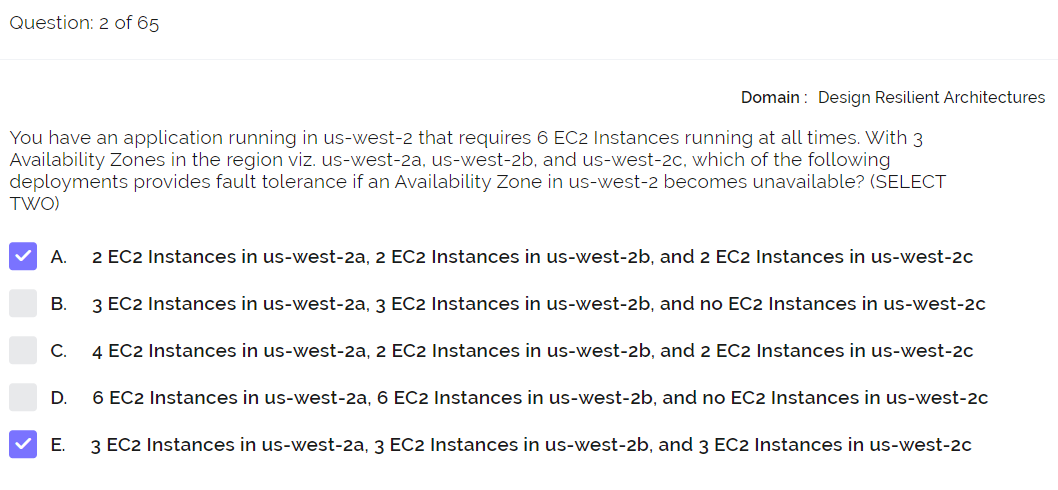 Question: 2 of 65
Domain : Design Resilient Architectures
You have an application running in us-west-2 that requires 6 EC2 Instances running at all times. With 3
Availability Zones in the region viz. us-west-2a, us-west-2b, and us-west-2c, which of the following
deployments provides fault tolerance if an Availability Zone in us-west-2 becomes unavailable? (SELECT
TWO)
A. 2 EC2 Instances in us-west-2a, 2 EC2 Instances in us-west-2b, and 2 EC2 Instances in us-west-2c
B. 3 EC2 Instances in us-west-2a, 3 EC2 Instances in us-west-2b, and no EC2 Instances in us-west-2c
C. 4 EC2 Instances in us-west-2a, 2 EC2 Instances in us-west-2b, and 2 EC2 Instances in us-west-2c
D. 6 EC2 Instances in us-west-2a, 6 EC2 Instances in us-west-2b, and no EC2 Instances in us-west-2c
E. 3 EC2 Instances in us-west-2a, 3 EC2 Instances in us-west-2b, and 3 EC2 Instances in us-west-2c